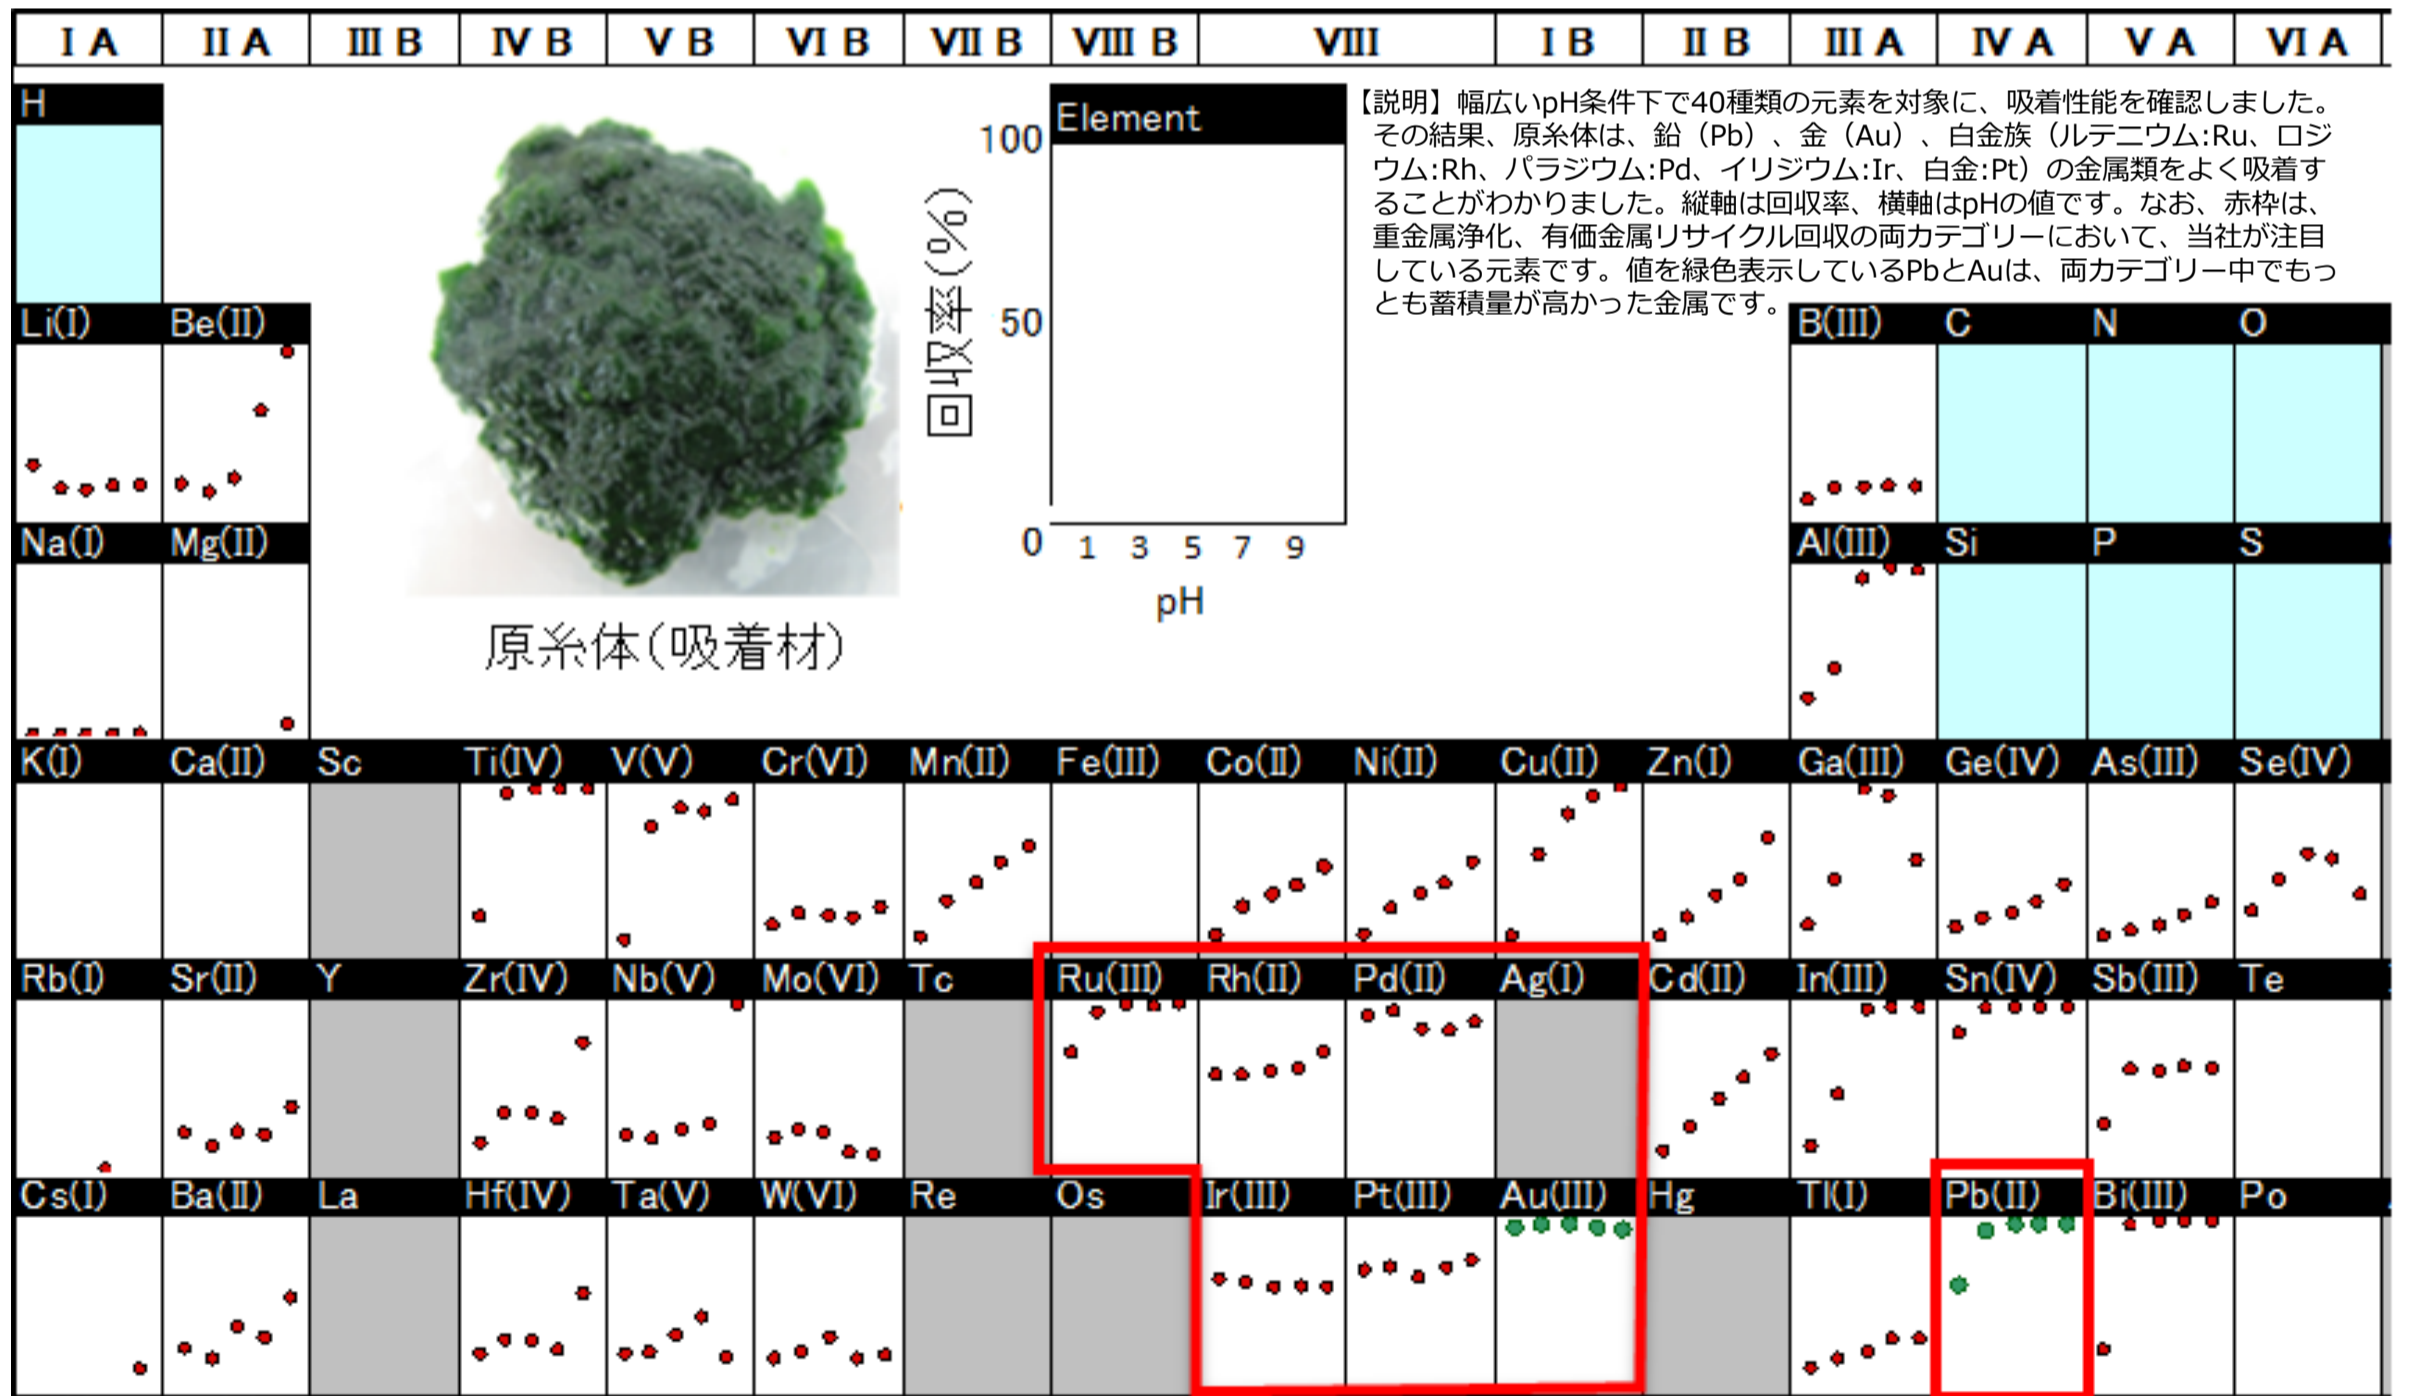 I A II A III B IV B V B VI B VII B VIII B VIII I B II B III A IV A V A VI A
H
Element
100
50
0
回収率(%)
1 3 5 7 9
pH
原糸体(吸着材)
【説明】幅広いpH条件下で40種類の元素を対象に、吸着性能を確認しました。
その結果、原糸体は、鉛（Pb）、金（Au）、白金族（ルテニウム:Ru、ロジ
ウム:Rh、パラジウム:Pd、イリジウム:Ir、白金:Pt）の金属類をよく吸着す
ることがわかりました。縦軸は回収率、横軸はpHの値です。なお、赤枠は、
重金属浄化、有価金属リサイクル回収の両カテゴリーにおいて、当社が注目
している元素です。値を緑色表示しているPbとAuは、両カテゴリー中でもっ
とも蓄積量が高かった金属です。
Li(I) Be(II) B(III) C N O
Na(I) Mg(II) Al(III) Si P S
K(I) Ca(II) Sc Ti(IV) V(V) Cr(VI) Mn(II) Fe(III) Co(II) Ni(II) Cu(II) Zn(I) Ga(III) Ge(IV) As(III) Se(IV)
Rb(I) Sr(II) Y Zr(IV) Nb(V) Mo(VI) Tc Ru(III) Rh(II) Pd(II) Ag(I) Cd(II) In(III) Sn(IV) Sb(III) Te
Cs(I) Ba(II) La Hf(IV) Ta(V) W(VI) Re Os Ir(III) Pt(III) Au(III) Hg Tl(I) Pb(II) Bi(III) Po